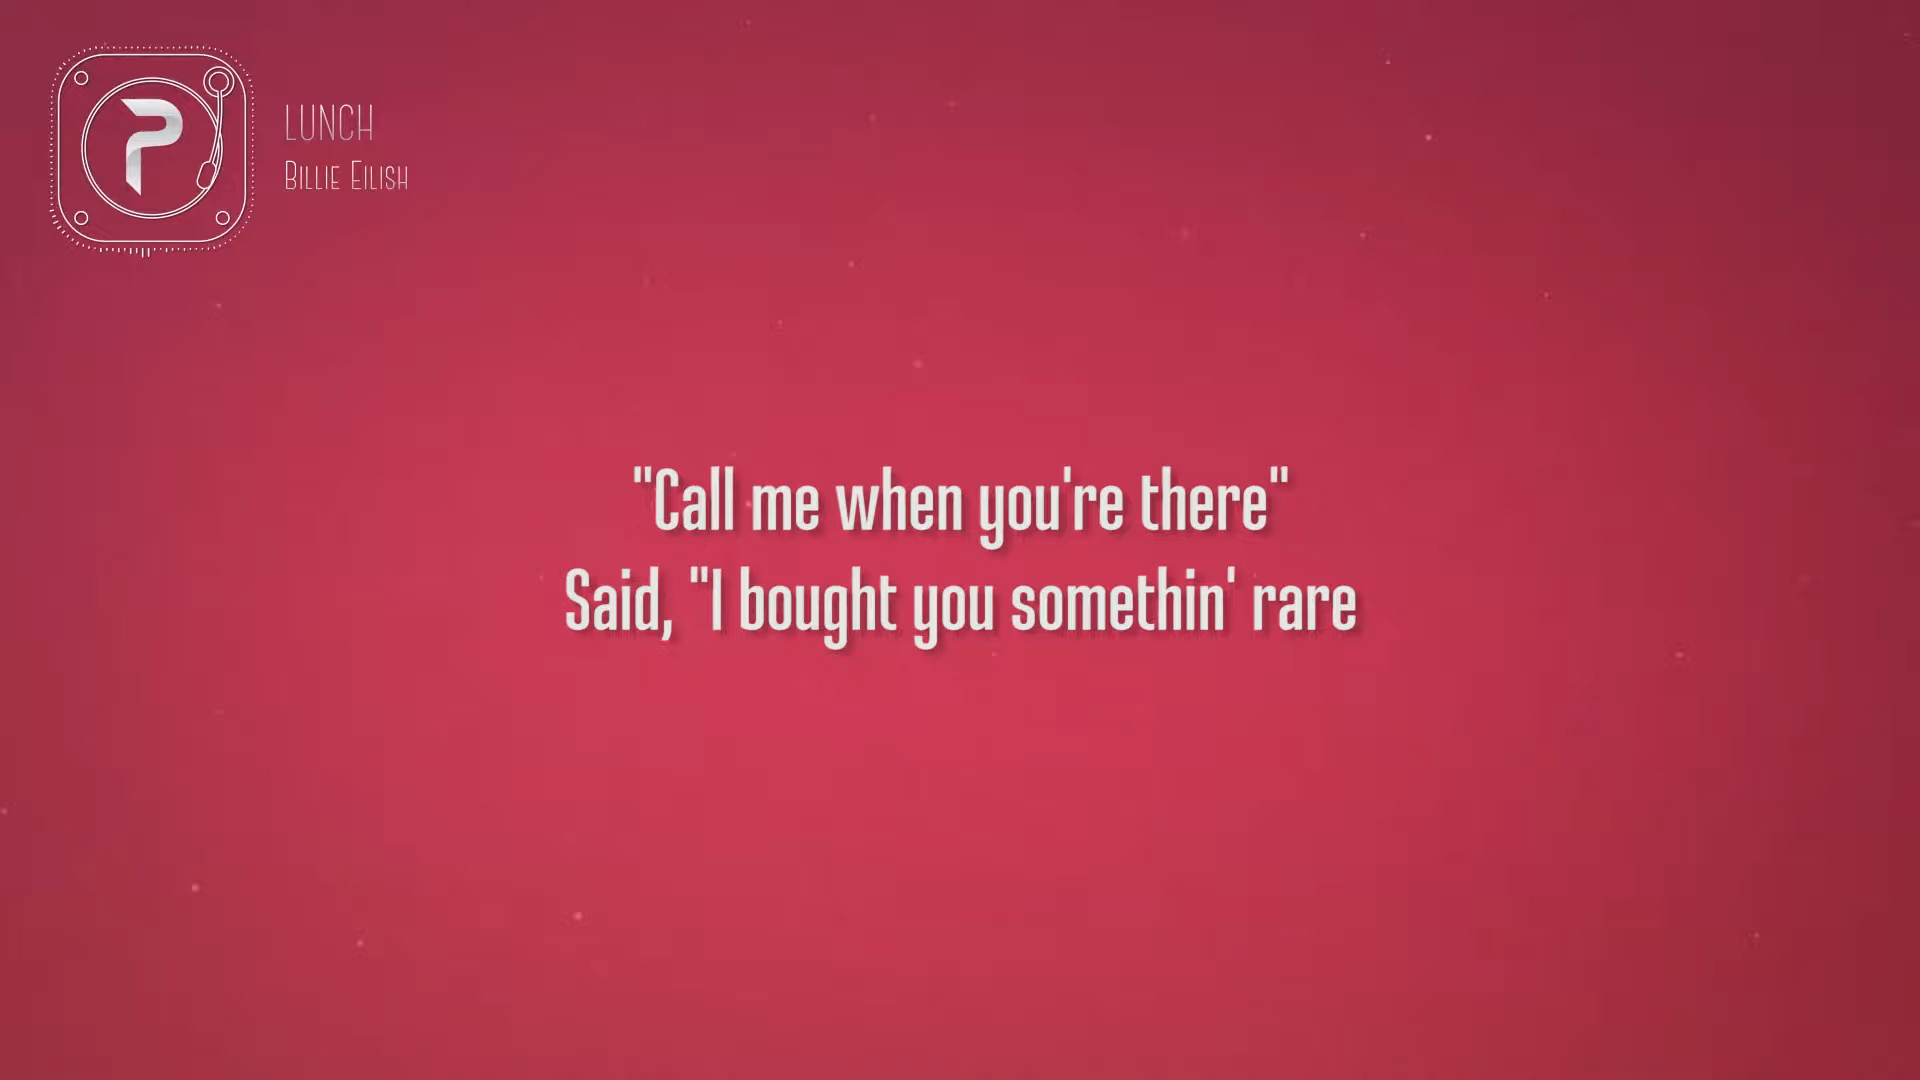 LUNCH
Billie Eilish
"Call me when you're there"
Said, "I bought you somethin' rare